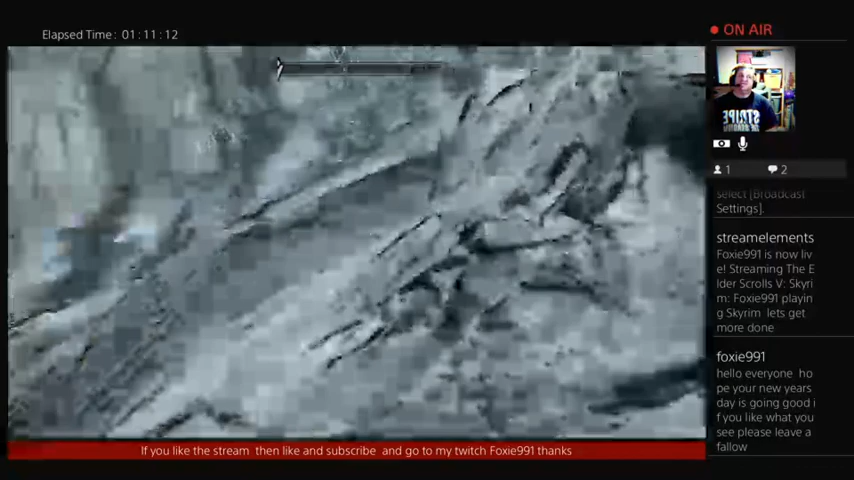 Elapsed Time: 01:11:12
ON AIR
1
2
select [Broadcast
Settings].
streamelements
Foxie991 is now liv
e! Streaming The E
lder Scrolls V: Skyri
m: Foxie991 playin
g Skyrim  lets get
more done
foxie991
hello everyone  ho
pe your new years
day is going good i
f you like what you
see please leave a
fallow
If you like the stream  then like and subscribe  and go to my twitch Foxie991 thanks